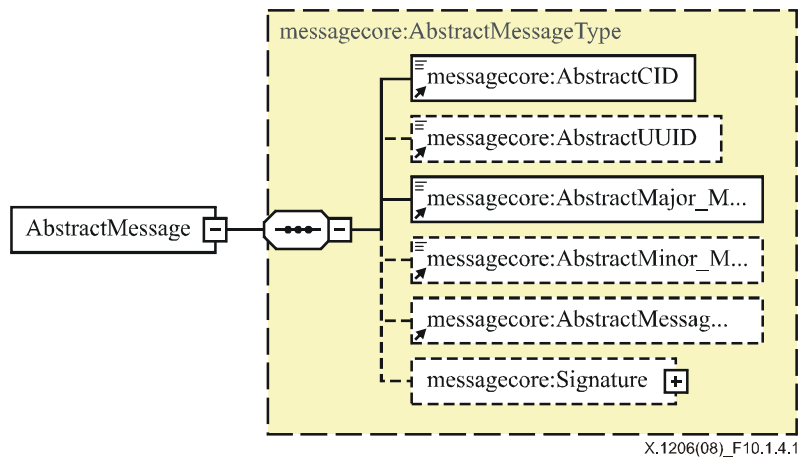 messagecore:AbstractMessageType
messagecore:AbstractCID
messagecore:AbstractUUID
messagecore:AbstractMajor_M...
AbstractMessage
messagecore:AbstractMinor_M...
messagecore:AbstractMessag...
messagecore:Signature
X.1206(08)_F10.1.4.1